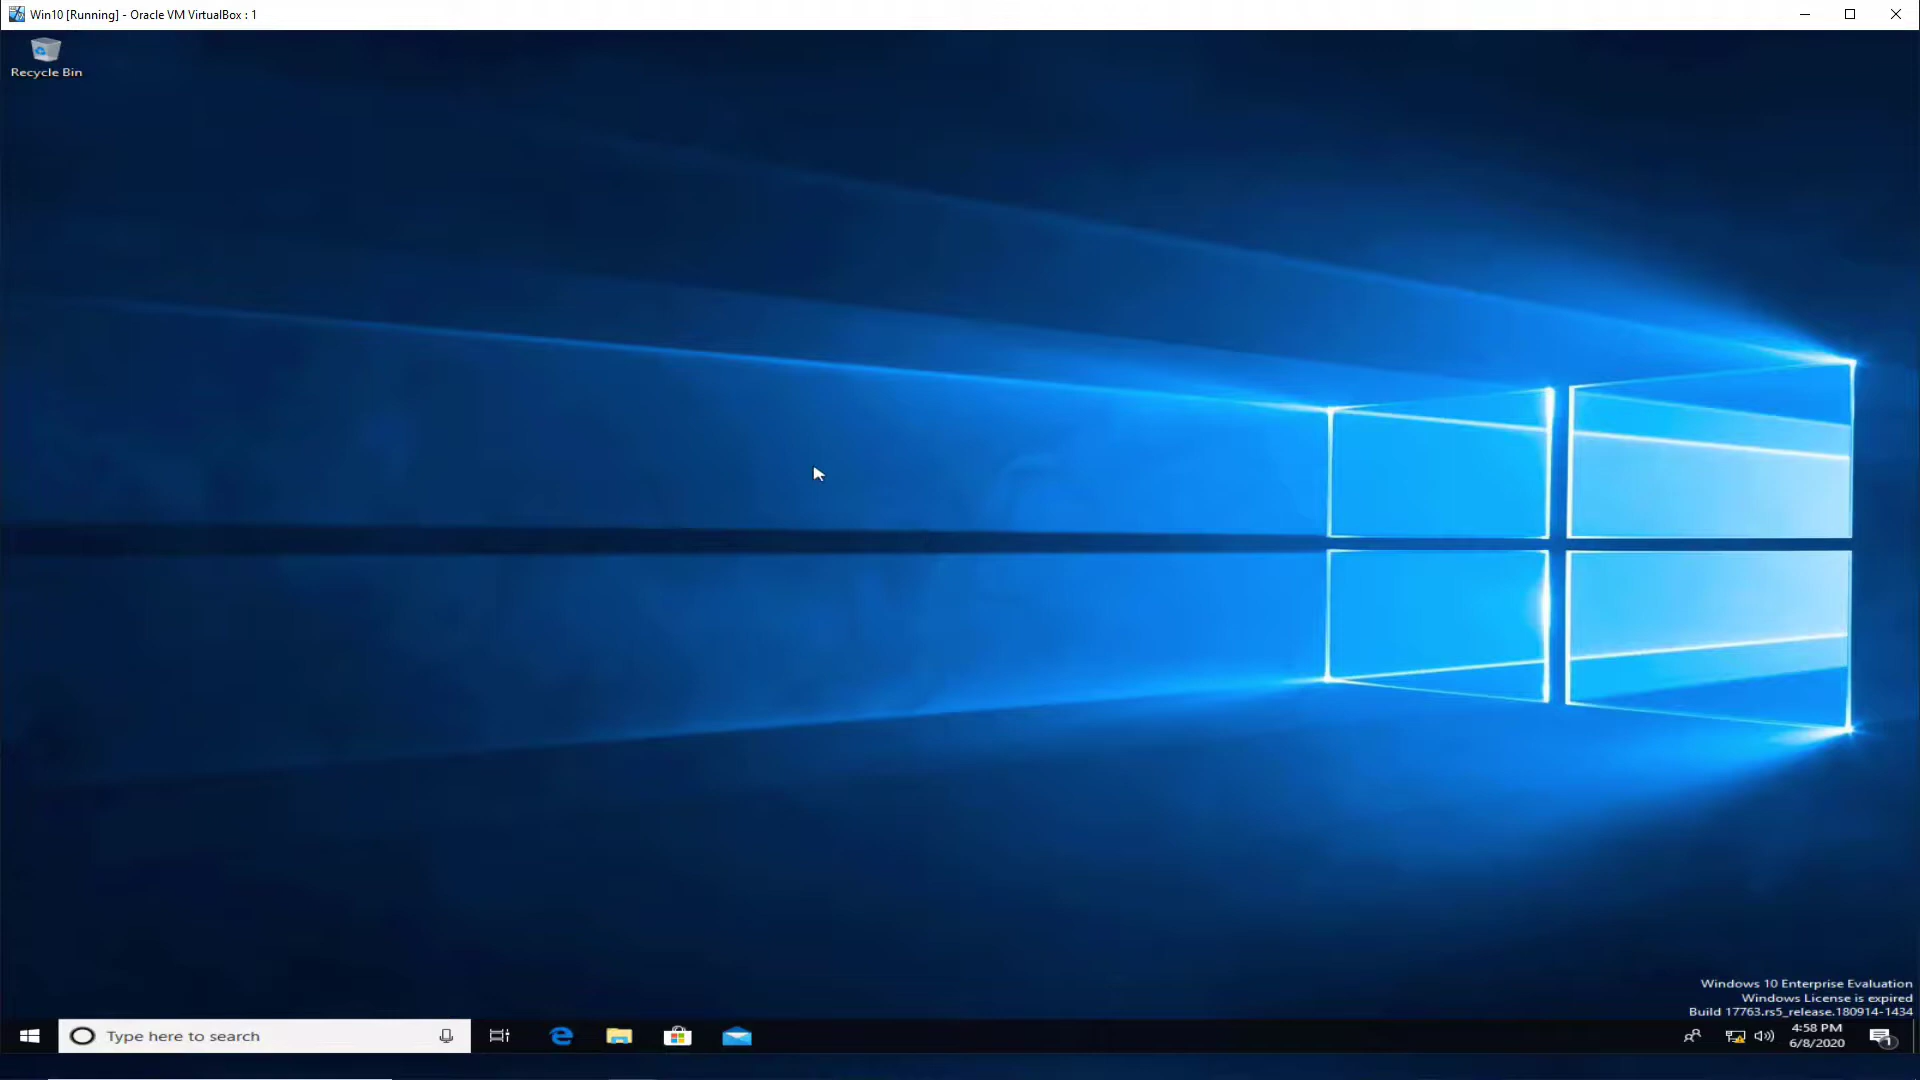 Win10 [Running] - Oracle VM VirtualBox : 1
Recycle Bin
Windows 10 Enterprise Evaluation
Windows License is expired
Build 17763.rs5_release.180914-1434
Type here to search
4:58 PM
6/8/2020
1